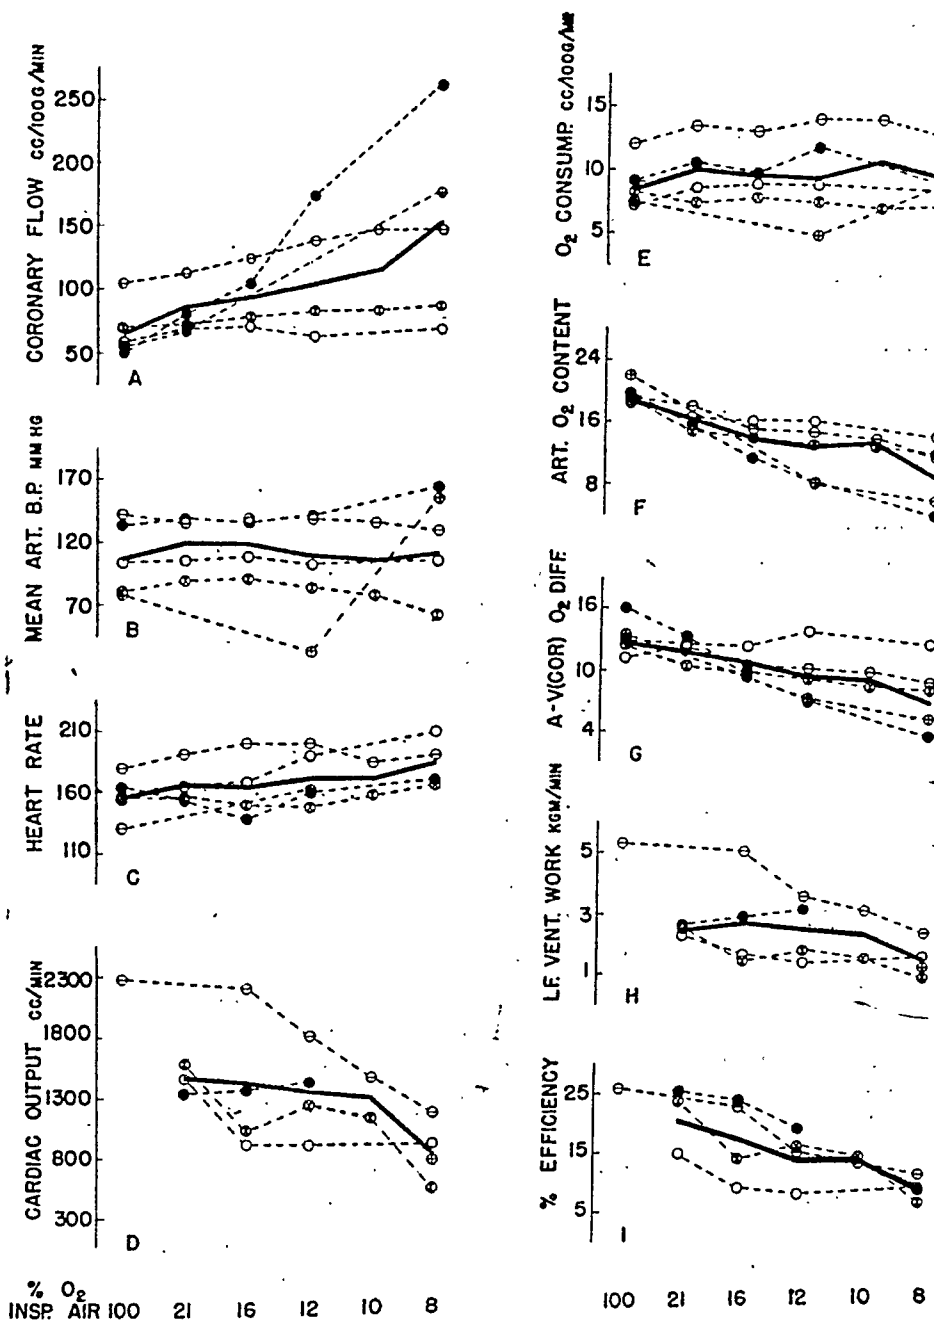 CORONARY FLOW CC/100G/MIN
250
200
150
100
50
A
MEAN ART. B.P. MM HG
170
120
70
B
HEART RATE
210
160
110
C
CARDIAC OUTPUT CC/MIN
2300
1800
1300
800
300
D
% O2
INSP. AIR 100 21 16 12 10 8
O2 CONSUMP. CC/100G/MIN
15
10
5
E
ART. O2 CONTENT
24
16
8
F
A-V(COR) O2 DIFF.
16
10
4
G
LF. VENT. WORK KGM/MIN
5
3
1
H
% EFFICIENCY
25
15
5
I
100 21 16 12 10 8